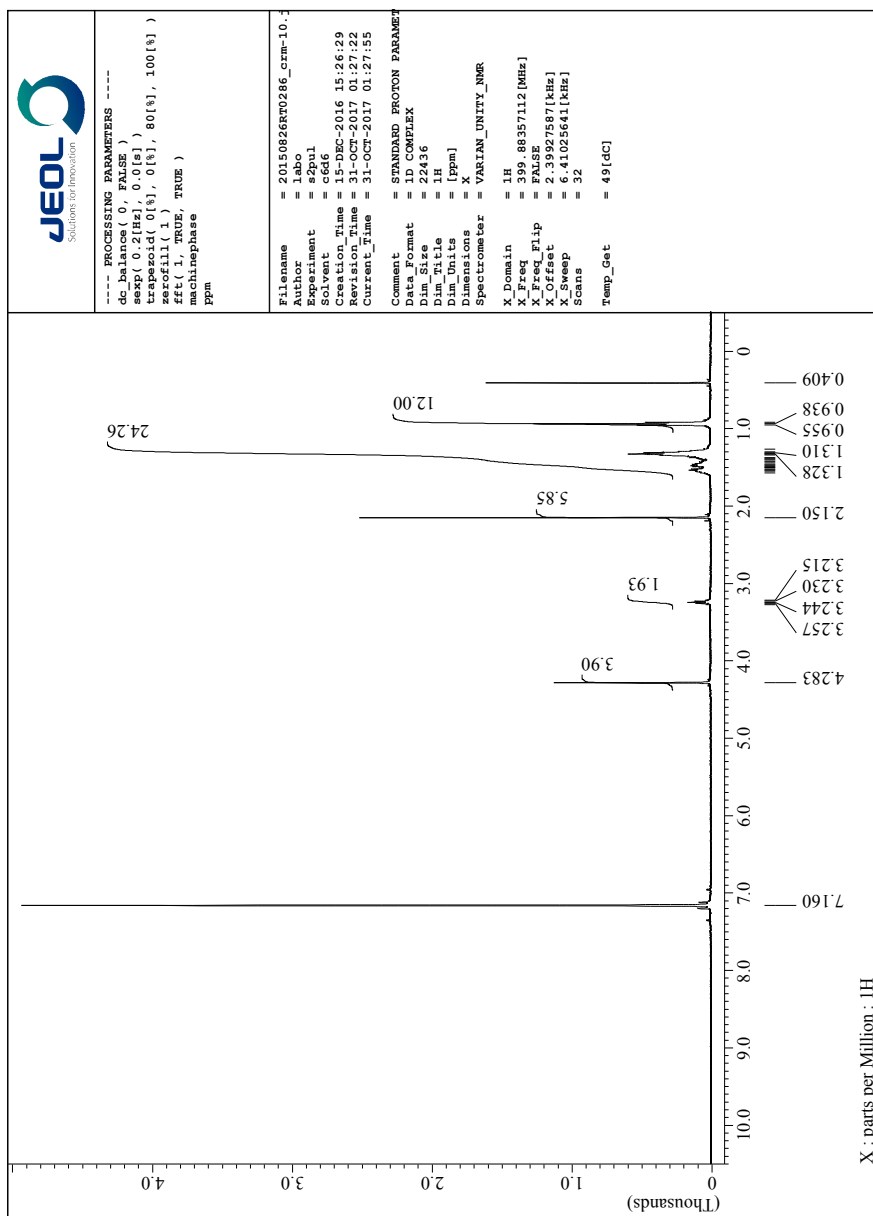 JEOL
Solutions for Innovation
---- PROCESSING PARAMETERS ----
dc_balance( 0, FALSE )
sexp( 0.2[Hz], 0.0[s] )
trapezoid( 0[%], 0[%], 80[%], 100[%] )
zerofill( 1 )
fft( 1, TRUE, TRUE )
machinephase
ppm
Filename = 20150826RT0286_crm-10.j
Author = labo
Experiment = s2pul
Solvent = c6d6
Creation_Time = 15-DEC-2016 15:26:29
Revision_Time = 31-OCT-2017 01:27:22
Current_Time = 31-OCT-2017 01:27:55
Comment = STANDARD PROTON PARAMET
Data_Format = 1D COMPLEX
Dim_Size = 22436
Dim_Title = 1H
Dim_Units = [ppm]
Dimensions = X
Spectrometer = VARIAN_UNITY_NMR
X_Domain = 1H
X_Freq = 399.88357112[MHz]
X_Freq_Flip = FALSE
X_Offset = 2.39927587[kHz]
X_Sweep = 6.41025641[kHz]
Scans = 32
Temp_Get = 49[dC]
(Thousands)
0 1.0 2.0 3.0 4.0
3.90
1.93
5.85
24.26
12.00
10.0 9.0 8.0 7.0 6.0 5.0 4.0 3.0 2.0 1.0 0
7.160
4.283
3.257
3.244
3.230
3.215
2.150
1.328
1.310
0.955
0.938
0.409
X : parts per Million : 1H